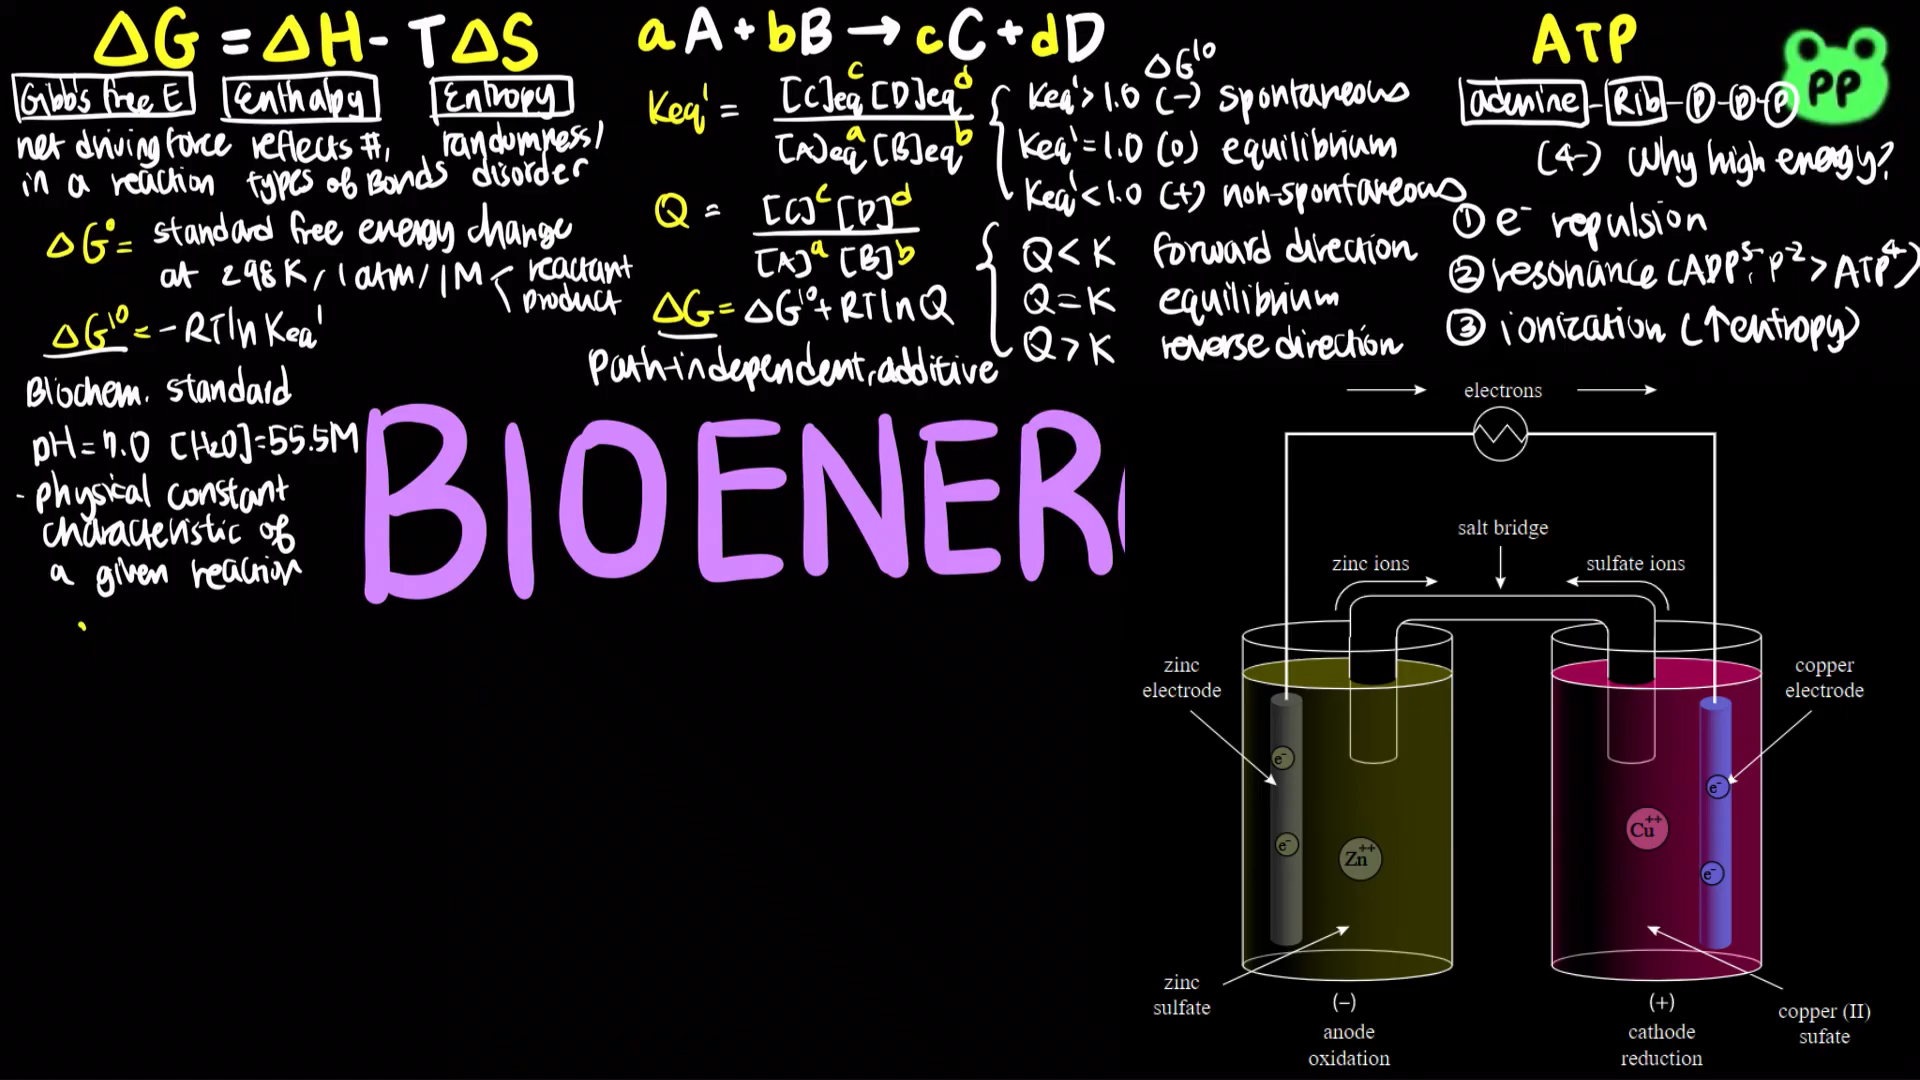 ΔG = ΔH - TΔS
Gibb's free E
Enthalpy
Entropy
net driving force
in a reaction
reflects #,
types of Bonds
randomness/
disorder
ΔG° = standard free energy change
at 298K, 1 atm, 1M < reactant
product
ΔG'° = -RTln Keq'
Biochem. standard
pH = 7.0 [H2O] = 55.5M
- physical constant
characteristic of
a given reaction
aA + bB → cC + dD
Keq' = [C]eq^c [D]eq^d
[A]eq^a [B]eq^b
Q = [C]^c [D]^d
[A]^a [B]^b
ΔG = ΔG'° + RTlnQ
path-independent, additive
ΔG'°
Keq' > 1.0 (-) spontaneous
Keq' = 1.0 (0) equilibrium
Keq' < 1.0 (+) non-spontaneous
Q < K forward direction
Q = K equilibrium
Q > K reverse direction
ATP
PP
adenine - Rib - P - P - P
(4-) Why high energy?
① e⁻ repulsion
② resonance (ADP³⁻, P⁻² > ATP⁴⁻)
③ ionization (↑entropy)
BIOENER
→ electrons →
salt bridge
zinc ions
sulfate ions
zinc
electrode
copper
electrode
e⁻
e⁻
e⁻
e⁻
Zn++
Cu++
zinc
sulfate
(–)
anode
oxidation
(+)
cathode
reduction
copper (II)
sufate